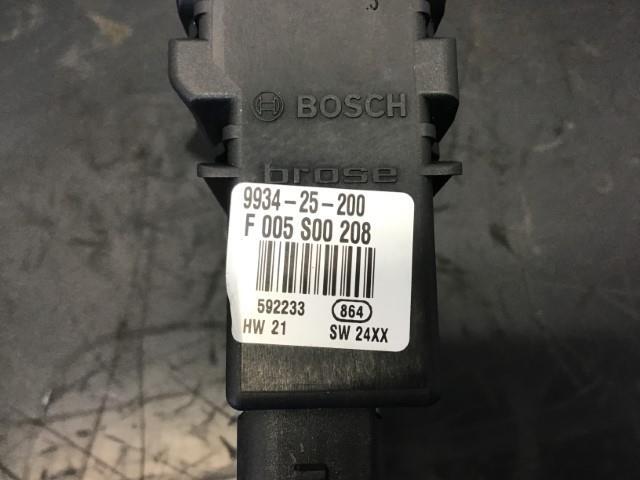 BOSCH
brose
9934-25-200
F 005 S00 208
592233 864
HW 21 SW 24XX